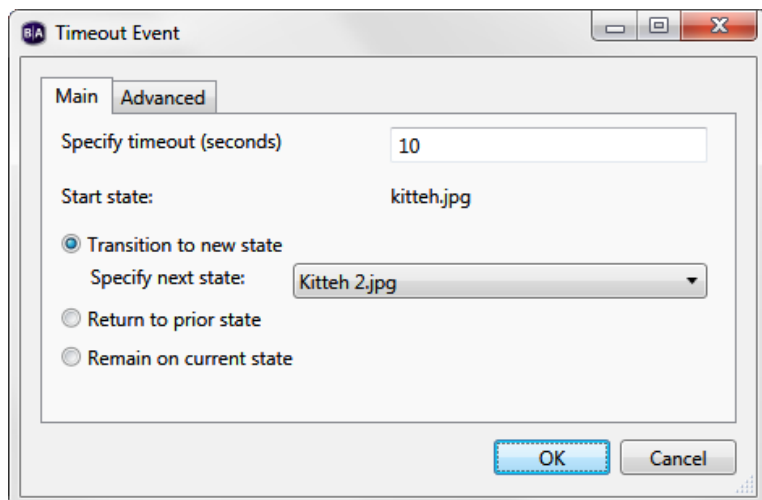 B|A Timeout Event
Main Advanced
Specify timeout (seconds) 10
Start state: kitteh.jpg
Transition to new state
Specify next state: Kitteh 2.jpg
Return to prior state
Remain on current state
OK Cancel